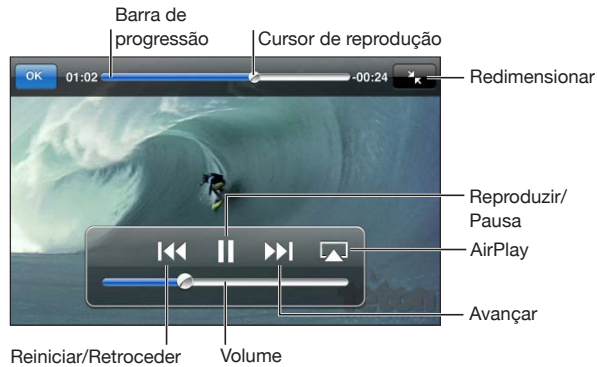 Barra de
progressão
Cursor de reprodução
OK
01:02
-00:24
Redimensionar
Reproduzir/
Pausa
AirPlay
Avançar
Reiniciar/Retroceder
Volume